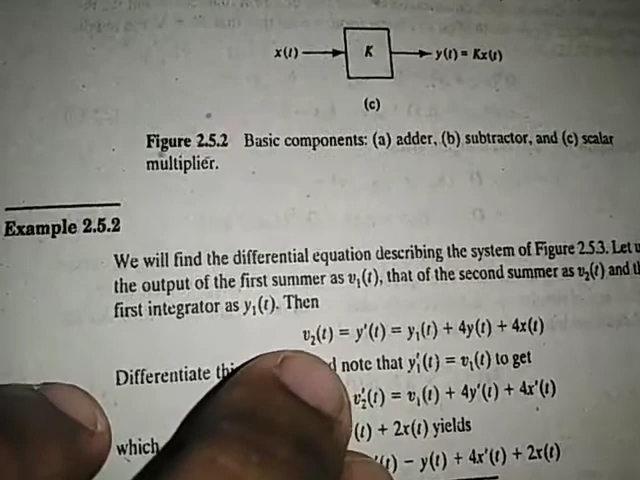 x(t) K y(t) = Kx(t)
(c)
Figure 2.5.2 Basic components: (a) adder, (b) subtractor, and (c) scalar
multiplier.
Example 2.5.2
We will find the differential equation describing the system of Figure 2.5.3. Let
the output of the first summer as v₁(t), that of the second summer as v₂(t) and
first integrator as y₁(t). Then
v₂(t) = y′(t) = y₁(t) + 4y(t) + 4x(t)
Differentiate note that y₁′(t) = v₁(t) to get
v₂′(t) = v₁(t) + 4y′(t) + 4x′(t)
which (t) + 2x(t) yields
′(t) − y(t) + 4x′(t) + 2x(t)